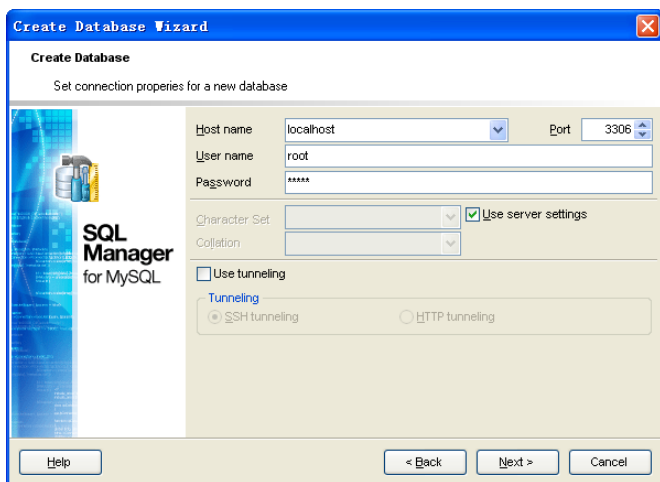 Create Database Wizard
Create Database
Set connection properies for a new database
Host name localhost Port 3306
User name root
Password *****
Character Set Use server settings
Collation
SQL
Manager
for MySQL
Use tunneling
Tunneling
SSH tunneling HTTP tunneling
Help < Back Next > Cancel